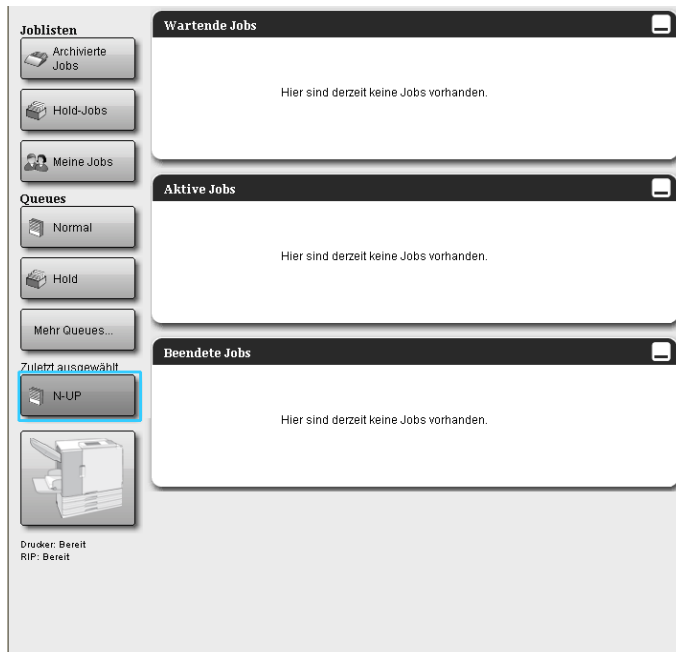 Joblisten
Archivierte
Jobs
Hold-Jobs
Meine Jobs
Queues
Normal
Hold
Mehr Queues...
Zuletzt ausgewählt
N-UP
Drucker: Bereit
RIP: Bereit
Wartende Jobs
Hier sind derzeit keine Jobs vorhanden.
Aktive Jobs
Hier sind derzeit keine Jobs vorhanden.
Beendete Jobs
Hier sind derzeit keine Jobs vorhanden.